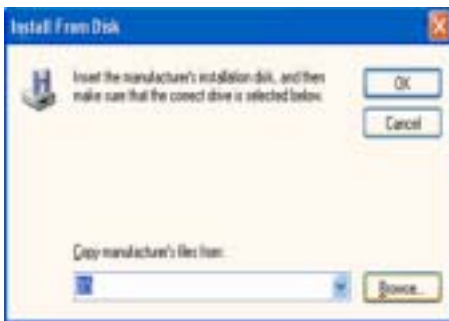 Install From Disk
Insert the manufacturer's installation disk, and then
make sure that the correct drive is selected below.
OK
Cancel
Copy manufacturer's files from:
Browse...